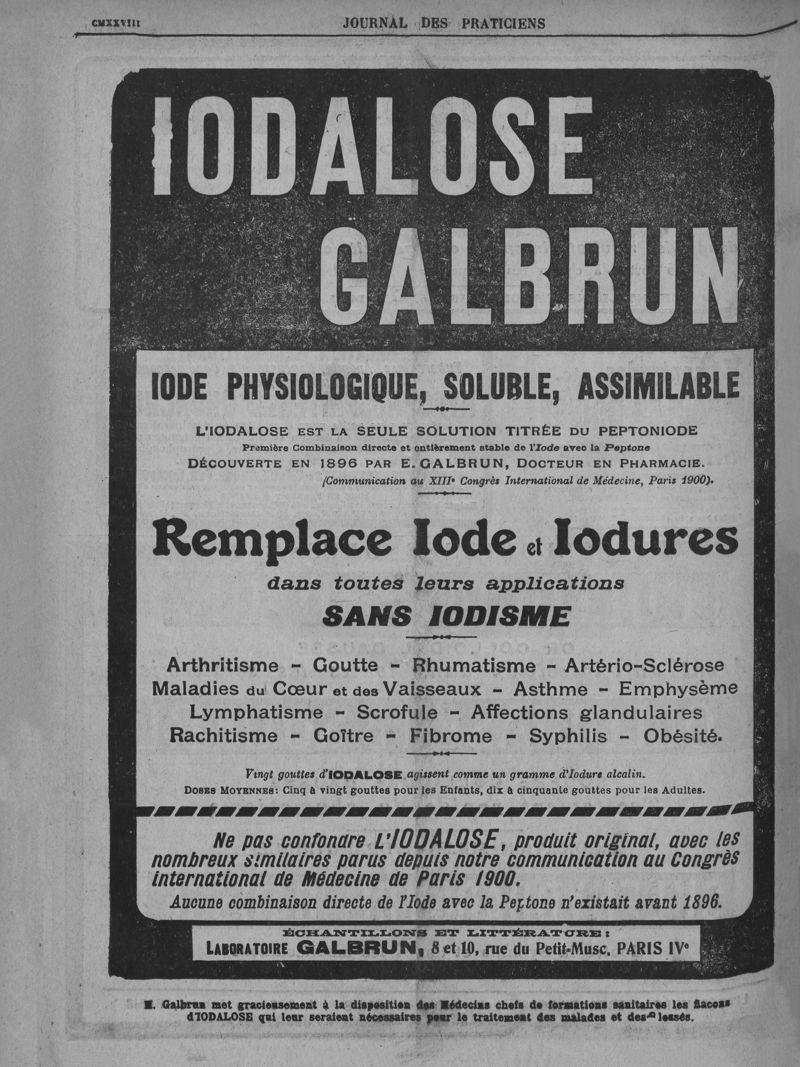 CMXXVIII
JOURNAL DES PRATICIENS
IODALOSE
GALBRUN
IODE PHYSIOLOGIQUE, SOLUBLE, ASSIMILABLE
L'IODALOSE EST LA SEULE SOLUTION TITRÉE DU PEPTONIODE
Première Combinaison directe et entièrement stable de l'Iode avec la Peptone
DÉCOUVERTE EN 1896 PAR E. GALBRUN, DOCTEUR EN PHARMACIE.
(Communication au XIIIe Congrès International de Médecine, Paris 1900).
Remplace Iode et Iodures
dans toutes leurs applications
SANS IODISME
Arthritisme - Goutte - Rhumatisme - Artério-Sclérose
Maladies du Cœur et des Vaisseaux - Asthme - Emphysème
Lymphatisme - Scrofule - Affections glandulaires
Rachitisme - Goître - Fibrome - Syphilis - Obésité.
Vingt gouttes d'IODALOSE agissent comme un gramme d'Iodure alcalin.
DOSES MOYENNES: Cinq à vingt gouttes pour les Enfants, dix à cinquante gouttes pour les Adultes.
Ne pas confondre L'IODALOSE, produit original, avec les
nombreux similaires parus depuis notre communication au Congrès
International de Médecine de Paris 1900.
Aucune combinaison directe de l'Iode avec la Peptone n'existait avant 1896.
ÉCHANTILLONS ET LITTÉRATURE:
LABORATOIRE GALBRUN, 8 et 10, rue du Petit-Musc, PARIS IVe
M. Galbrun met gracieusement à la disposition des Médecins chefs de formations sanitaires les flacons
d'IODALOSE qui leur seraient nécessaires pour le traitement des malades et des blessés.